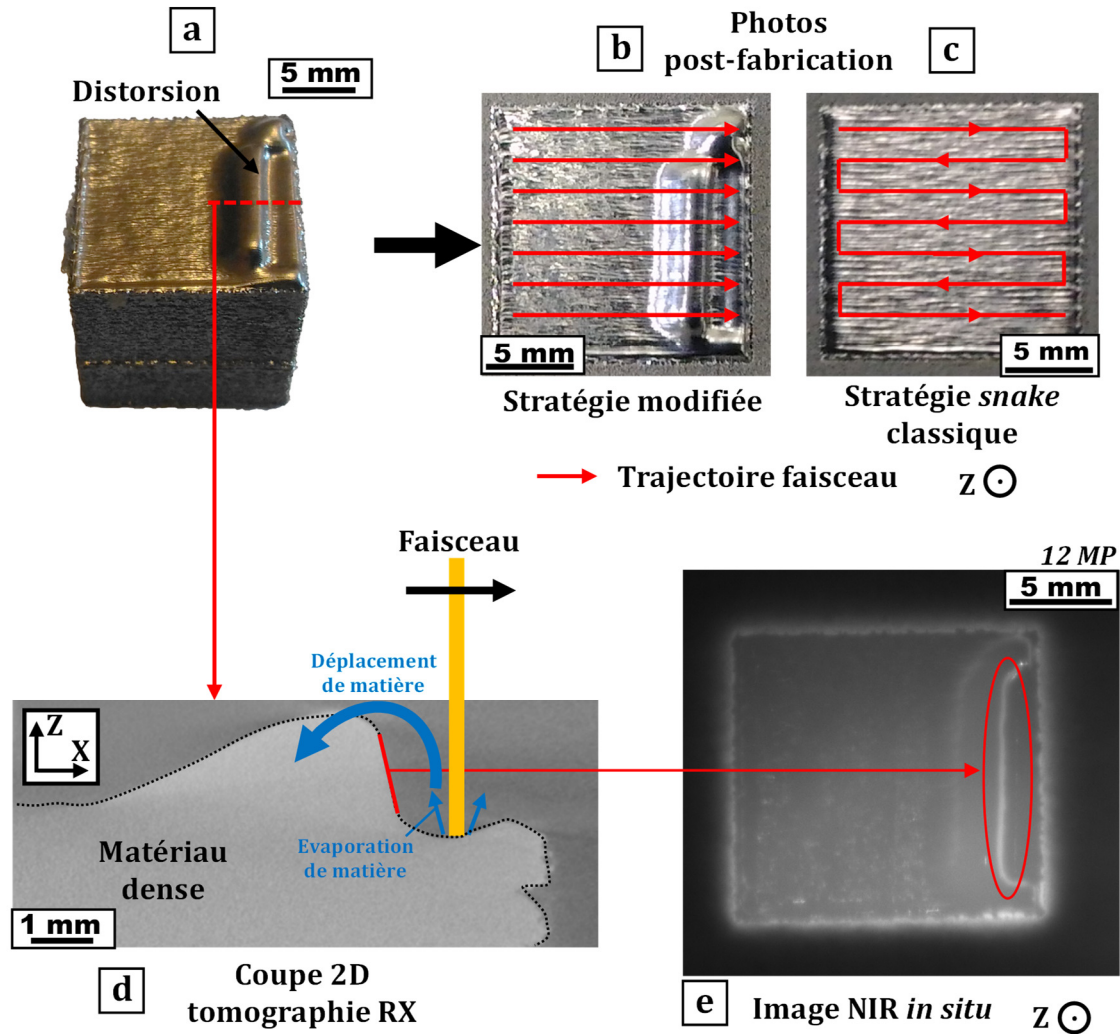 a
5 mm
Distorsion
Photos
post-fabrication
b
c
5 mm
5 mm
Stratégie modifiée
Stratégie snake
classique
Trajectoire faisceau
Z
Faisceau
Déplacement
de matière
Z
X
Evaporation
de matière
Matériau
dense
1 mm
d
Coupe 2D
tomographie RX
12 MP
5 mm
e
Image NIR in situ
Z